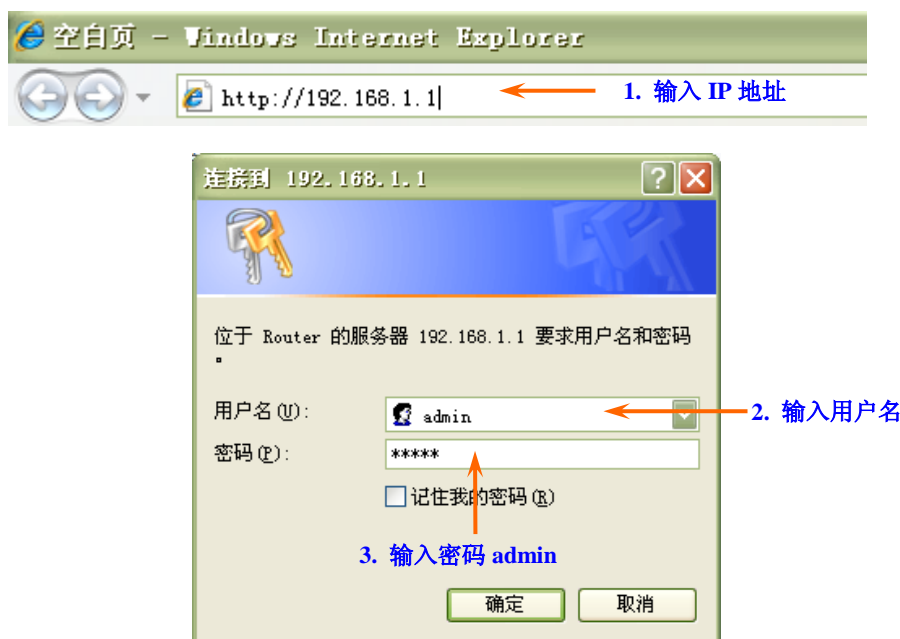 空白页 - Windows Internet Explorer
http://192.168.1.1
1. 输入 IP 地址
连接到 192.168.1.1
位于 Router 的服务器 192.168.1.1 要求用户名和密码
。
用户名(U):
admin
2. 输入用户名
密码(P):
*****
记住我的密码(R)
3. 输入密码 admin
确定
取消